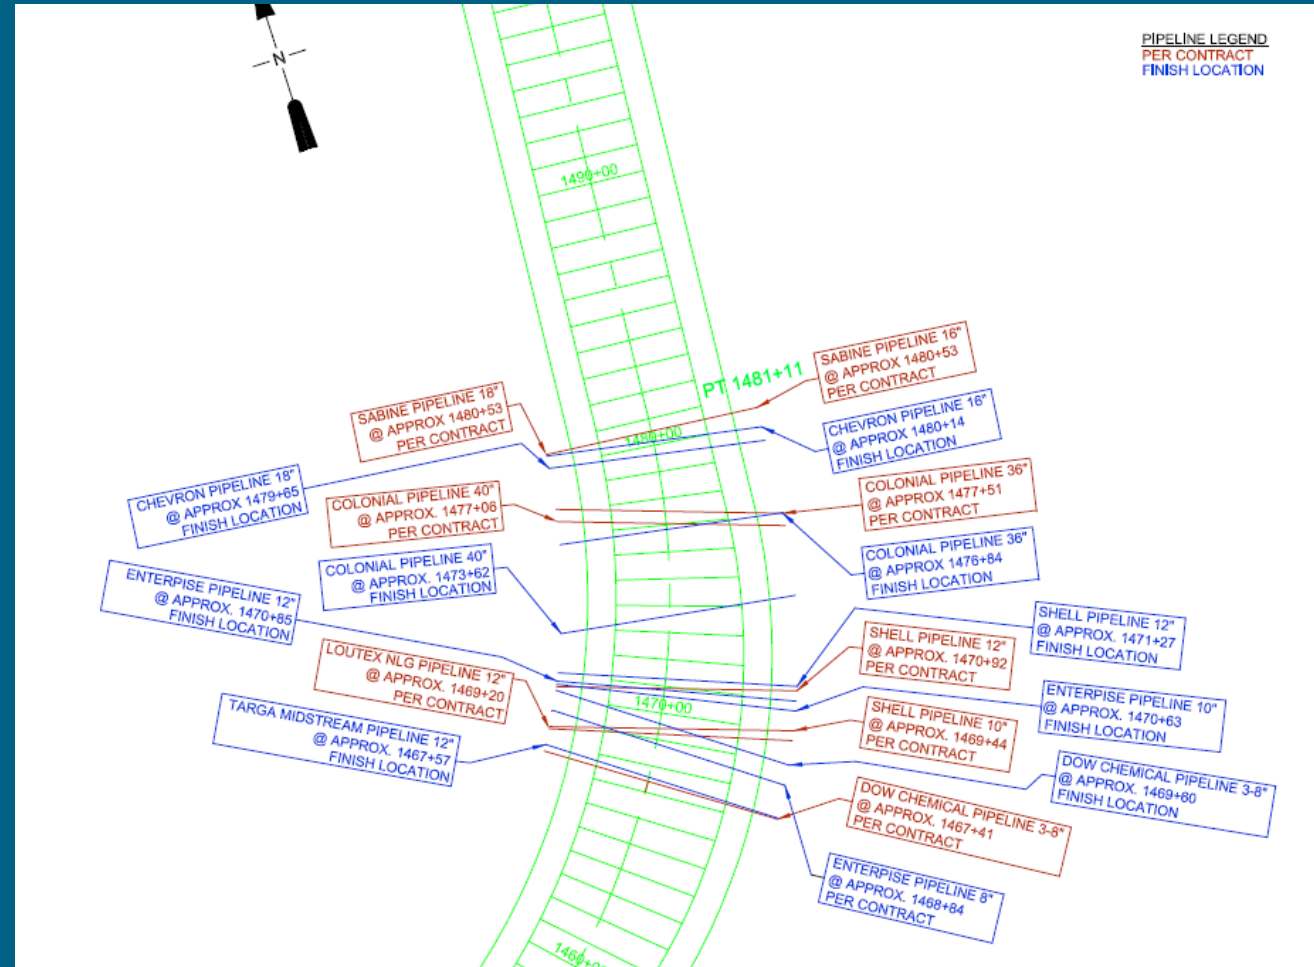 PIPELINE LEGEND
PER CONTRACT
FINISH LOCATION
N
1490+00
PT 1481+11
SABINE PIPELINE 16"
@ APPROX 1480+53
PER CONTRACT
SABINE PIPELINE 18"
@ APPROX 1480+53
PER CONTRACT
CHEVRON PIPELINE 16"
@ APPROX 1480+14
FINISH LOCATION
1480+00
CHEVRON PIPELINE 18"
@ APPROX 1479+65
FINISH LOCATION
COLONIAL PIPELINE 40"
@ APPROX. 1477+06
PER CONTRACT
COLONIAL PIPELINE 36"
@ APPROX 1477+51
PER CONTRACT
COLONIAL PIPELINE 40"
@ APPROX. 1473+62
FINISH LOCATION
COLONIAL PIPELINE 36"
@ APPROX 1476+84
FINISH LOCATION
ENTERPISE PIPELINE 12"
@ APPROX. 1470+85
FINISH LOCATION
SHELL PIPELINE 12"
@ APPROX. 1471+27
FINISH LOCATION
SHELL PIPELINE 12"
@ APPROX. 1470+92
PER CONTRACT
LOUTEX NLG PIPELINE 12"
@ APPROX. 1469+20
PER CONTRACT
1470+00
ENTERPISE PIPELINE 10"
@ APPROX. 1470+63
FINISH LOCATION
SHELL PIPELINE 10"
@ APPROX. 1469+44
PER CONTRACT
TARGA MIDSTREAM PIPELINE 12"
@ APPROX. 1467+57
FINISH LOCATION
DOW CHEMICAL PIPELINE 3-8"
@ APPROX. 1469+60
FINISH LOCATION
DOW CHEMICAL PIPELINE 3-8"
@ APPROX. 1467+41
PER CONTRACT
ENTERPISE PIPELINE 8"
@ APPROX. 1468+84
PER CONTRACT